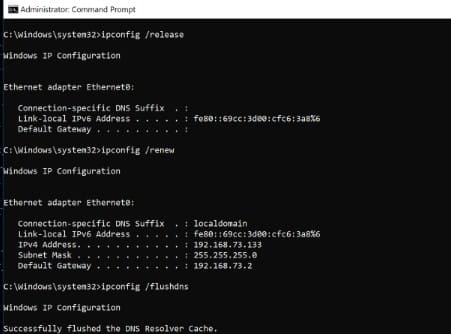 Administrator: Command Prompt
C:\Windows\system32>ipconfig /release
Windows IP Configuration
Ethernet adapter Ethernet0:
Connection-specific DNS Suffix . :
Link-local IPv6 Address . . . . . : fe80::69cc:3d00:cfc6:3a8%6
Default Gateway . . . . . . . . . :
C:\Windows\system32>ipconfig /renew
Windows IP Configuration
Ethernet adapter Ethernet0:
Connection-specific DNS Suffix . : localdomain
Link-local IPv6 Address . . . . . : fe80::69cc:3d00:cfc6:3a8%6
IPv4 Address. . . . . . . . . . . : 192.168.73.133
Subnet Mask . . . . . . . . . . . : 255.255.255.0
Default Gateway . . . . . . . . . : 192.168.73.2
C:\Windows\system32>ipconfig /flushdns
Windows IP Configuration
Successfully flushed the DNS Resolver Cache.